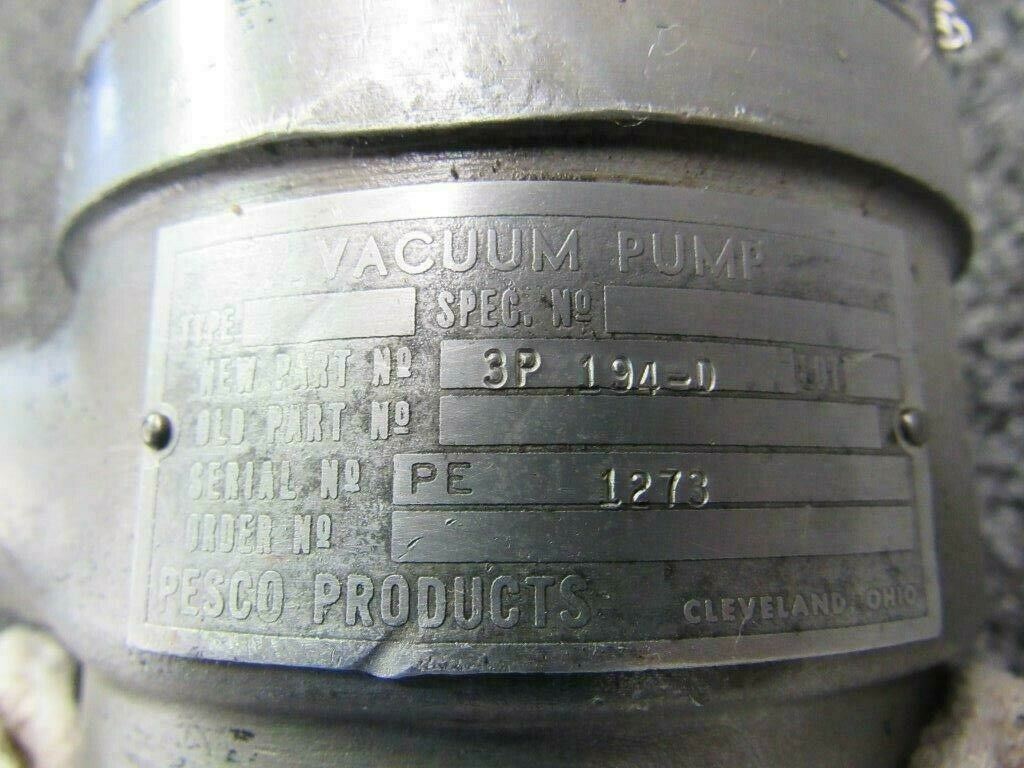 VACUUM PUMP
TYPE SPEC. Nº
NEW PART Nº 3P 194-D
OLD PART Nº
SERIAL Nº PE 1273
ORDER Nº
PESCO PRODUCTS CLEVELAND, OHIO